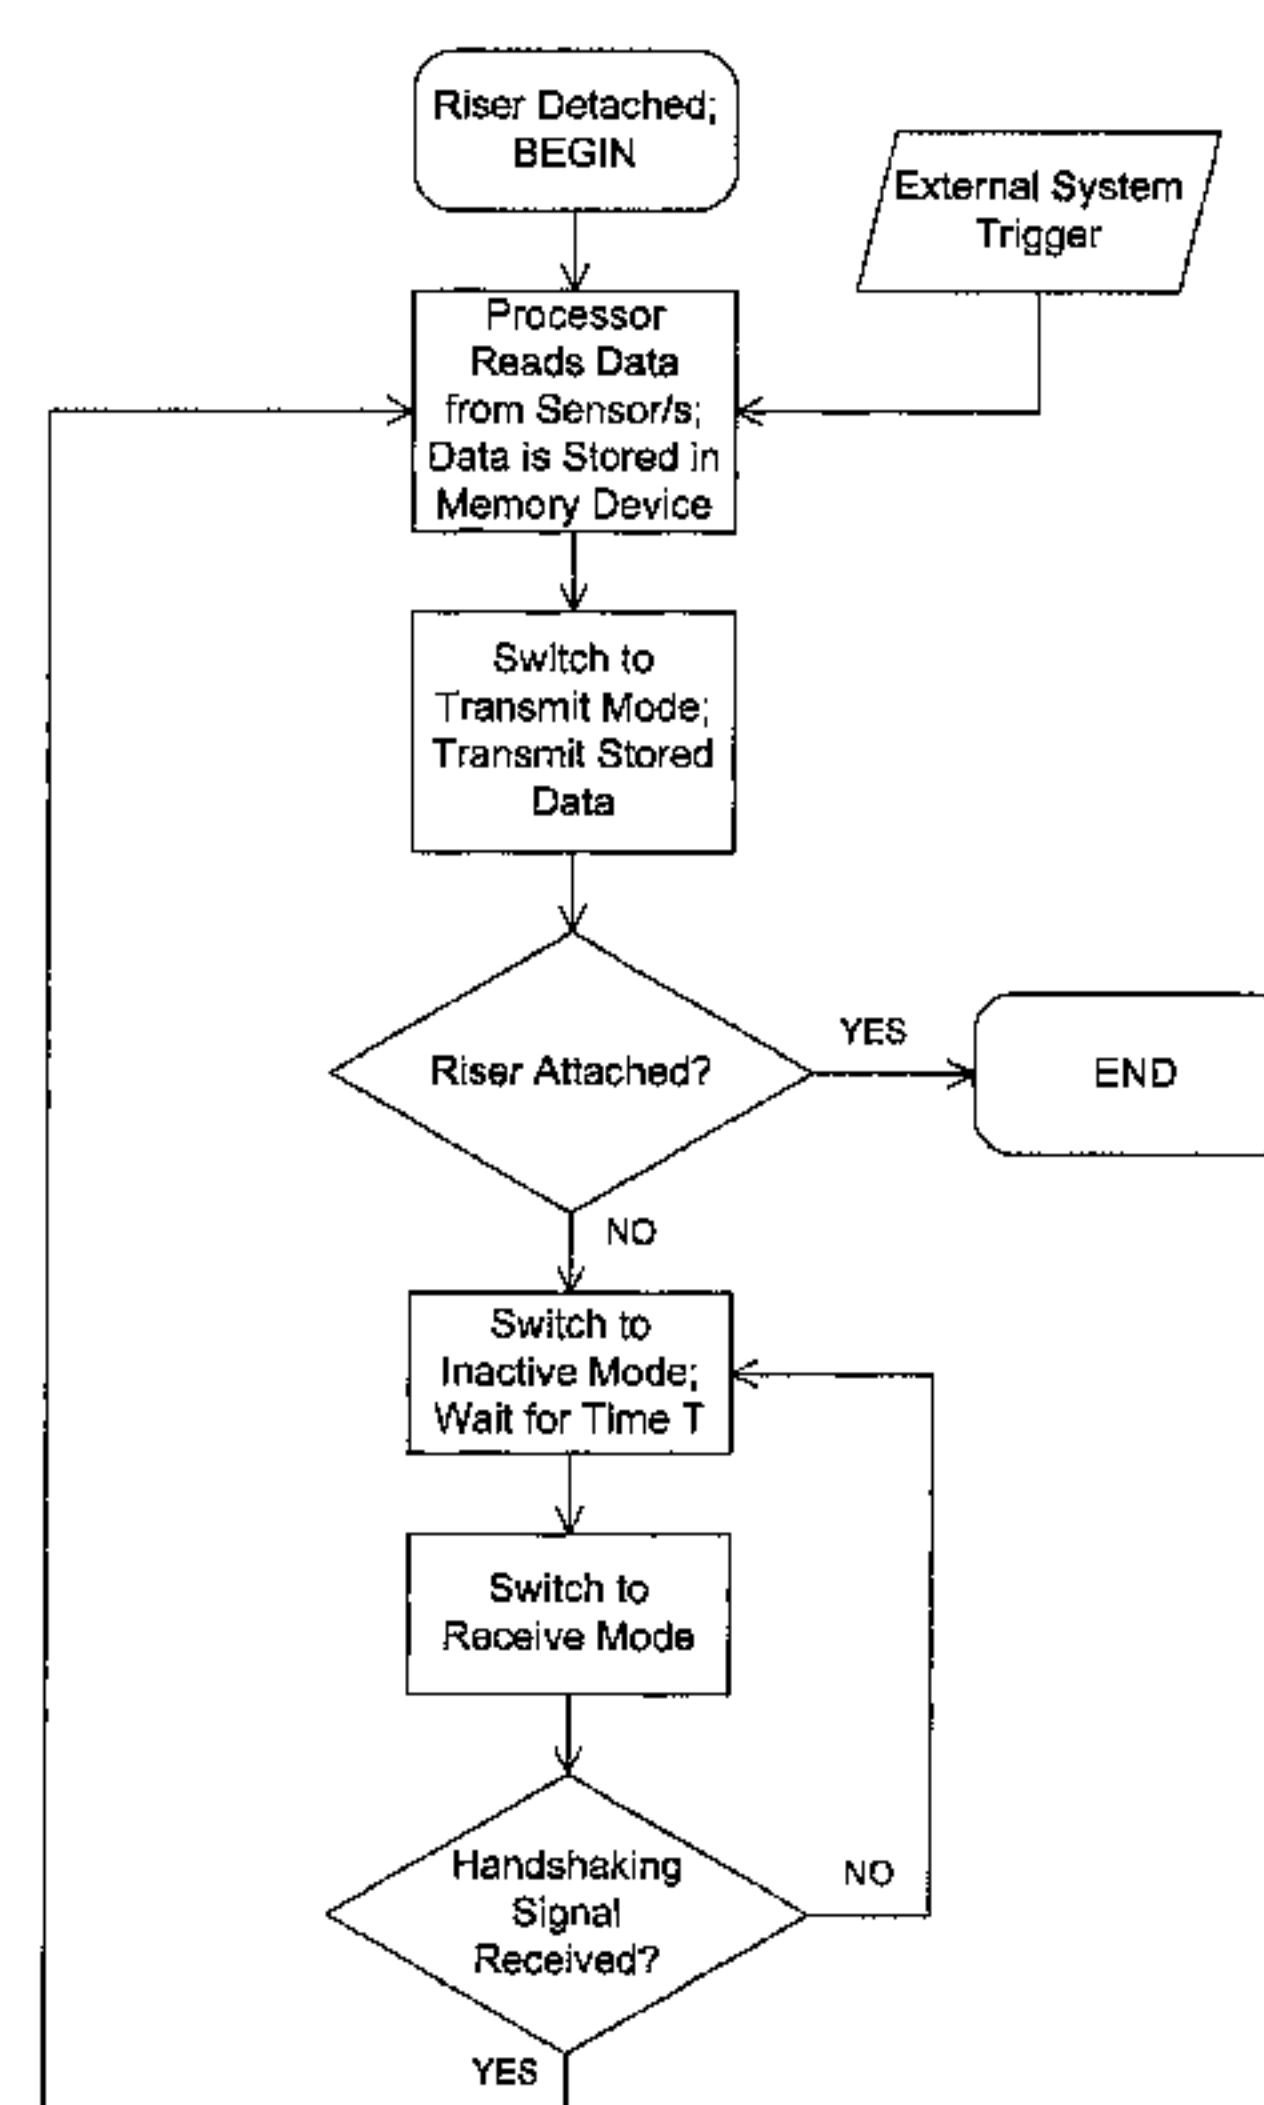 Riser Detached;
BEGIN
External System
Trigger
Processor
Reads Data
from Sensor/s;
Data is Stored in
Memory Device
Switch to
Transmit Mode;
Transmit Stored
Data
Riser Attached?
YES
END
NO
Switch to
Inactive Mode;
Wait for Time T
Switch to
Receive Mode
Handshaking
Signal
Received?
NO
YES